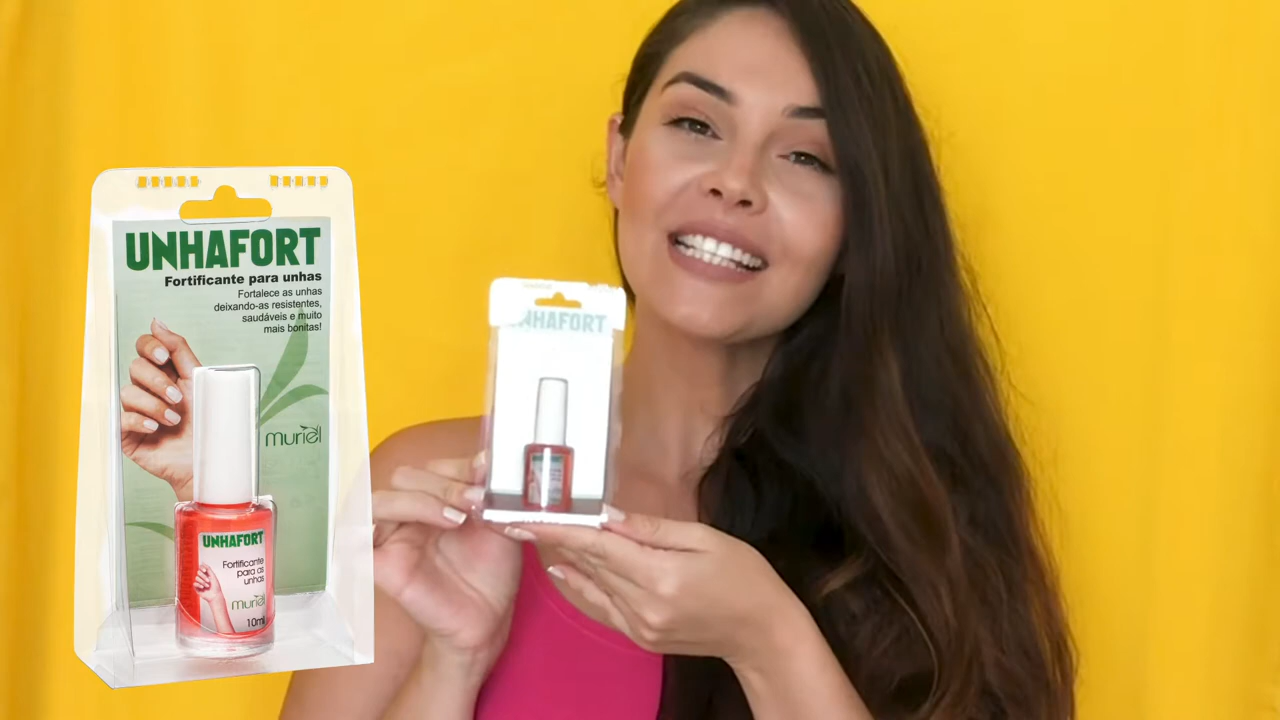 UNHAFORT
Fortificante para unhas
Fortalece as unhas
deixando-as resistentes,
saudáveis e muito
mais bonitas!
muriel
UNHAFORT
Fortificante
para as
unhas
muriel
10ml
UNHAFORT